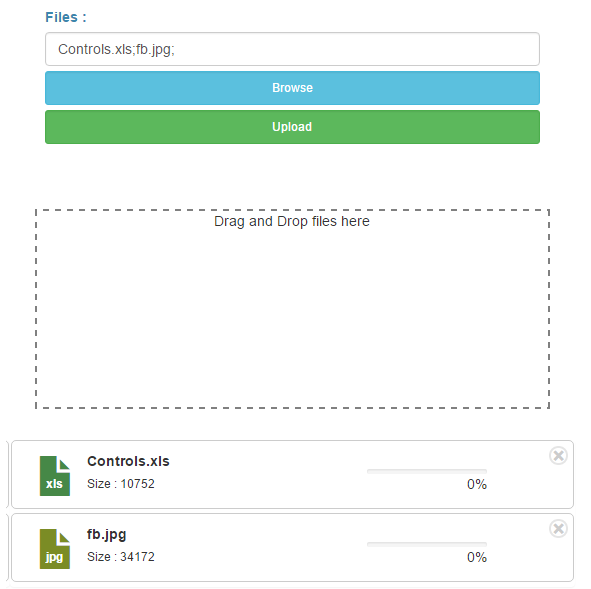 Files :
Controls.xls;fb.jpg;
Browse
Upload
Drag and Drop files here
Controls.xls
xls
Size : 10752
0%
fb.jpg
jpg
Size : 34172
0%